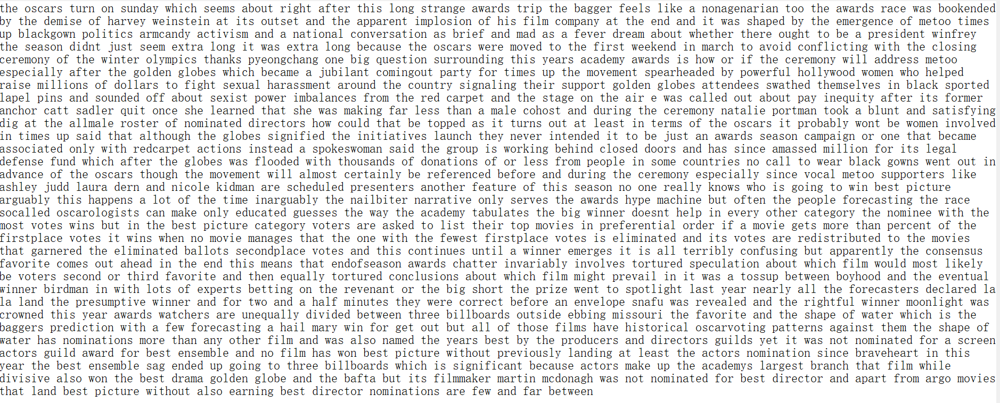 the oscars turn on sunday which seems about right after this long strange awards trip the bagger feels like a nonagenarian too the awards race was bookended
by the demise of harvey weinstein at its outset and the apparent implosion of his film company at the end and it was shaped by the emergence of metoo times
up blackgown politics armcandy activism and a national conversation as brief and mad as a fever dream about whether there ought to be a president winfrey
the season didnt just seem extra long it was extra long because the oscars were moved to the first weekend in march to avoid conflicting with the closing
ceremony of the winter olympics thanks pyeongchang one big question surrounding this years academy awards is how or if the ceremony will address metoo
especially after the golden globes which became a jubilant comingout party for times up the movement spearheaded by powerful hollywood women who helped
raise millions of dollars to fight sexual harassment around the country signaling their support golden globes attendees swathed themselves in black sported
lapel pins and sounded off about sexist power imbalances from the red carpet and the stage on the air e was called out about pay inequity after its former
anchor catt sadler quit once she learned that she was making far less than a male cohost and during the ceremony natalie portman took a blunt and satisfying
dig at the allmale roster of nominated directors how could that be topped as it turns out at least in terms of the oscars it probably wont be women involved
in times up said that although the globes signified the initiatives launch they never intended it to be just an awards season campaign or one that became
associated only with redcarpet actions instead a spokeswoman said the group is working behind closed doors and has since amassed million for its legal
defense fund which after the globes was flooded with thousands of donations of or less from people in some countries no call to wear black gowns went out in
advance of the oscars though the movement will almost certainly be referenced before and during the ceremony especially since vocal metoo supporters like
ashley judd laura dern and nicole kidman are scheduled presenters another feature of this season no one really knows who is going to win best picture
arguably this happens a lot of the time inarguably the nailbiter narrative only serves the awards hype machine but often the people forecasting the race
socalled oscarologists can make only educated guesses the way the academy tabulates the big winner doesnt help in every other category the nominee with the
most votes wins but in the best picture category voters are asked to list their top movies in preferential order if a movie gets more than percent of the
firstplace votes it wins when no movie manages that the one with the fewest firstplace votes is eliminated and its votes are redistributed to the movies
that garnered the eliminated ballots secondplace votes and this continues until a winner emerges it is all terribly confusing but apparently the consensus
favorite comes out ahead in the end this means that endofseason awards chatter invariably involves tortured speculation about which film would most likely
be voters second or third favorite and then equally tortured conclusions about which film might prevail in it was a tossup between boyhood and the eventual
winner birdman in with lots of experts betting on the revenant or the big short the prize went to spotlight last year nearly all the forecasters declared la
la land the presumptive winner and for two and a half minutes they were correct before an envelope snafu was revealed and the rightful winner moonlight was
crowned this year awards watchers are unequally divided between three billboards outside ebbing missouri the favorite and the shape of water which is the
baggers prediction with a few forecasting a hail mary win for get out but all of those films have historical oscarvoting patterns against them the shape of
water has nominations more than any other film and was also named the years best by the producers and directors guilds yet it was not nominated for a screen
actors guild award for best ensemble and no film has won best picture without previously landing at least the actors nomination since braveheart in this
year the best ensemble sag ended up going to three billboards which is significant because actors make up the academys largest branch that film while
divisive also won the best drama golden globe and the bafta but its filmmaker martin mcdonagh was not nominated for best director and apart from argo movies
that land best picture without also earning best director nominations are few and far between